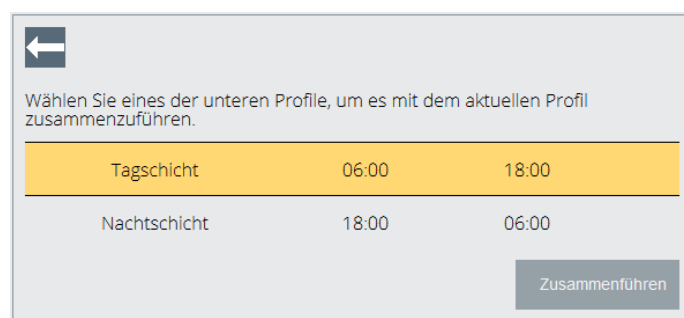 Wählen Sie eines der unteren Profile, um es mit dem aktuellen Profil
zusammenzuführen.
Tagschicht 06:00 18:00
Nachtschicht 18:00 06:00
Zusammenführen